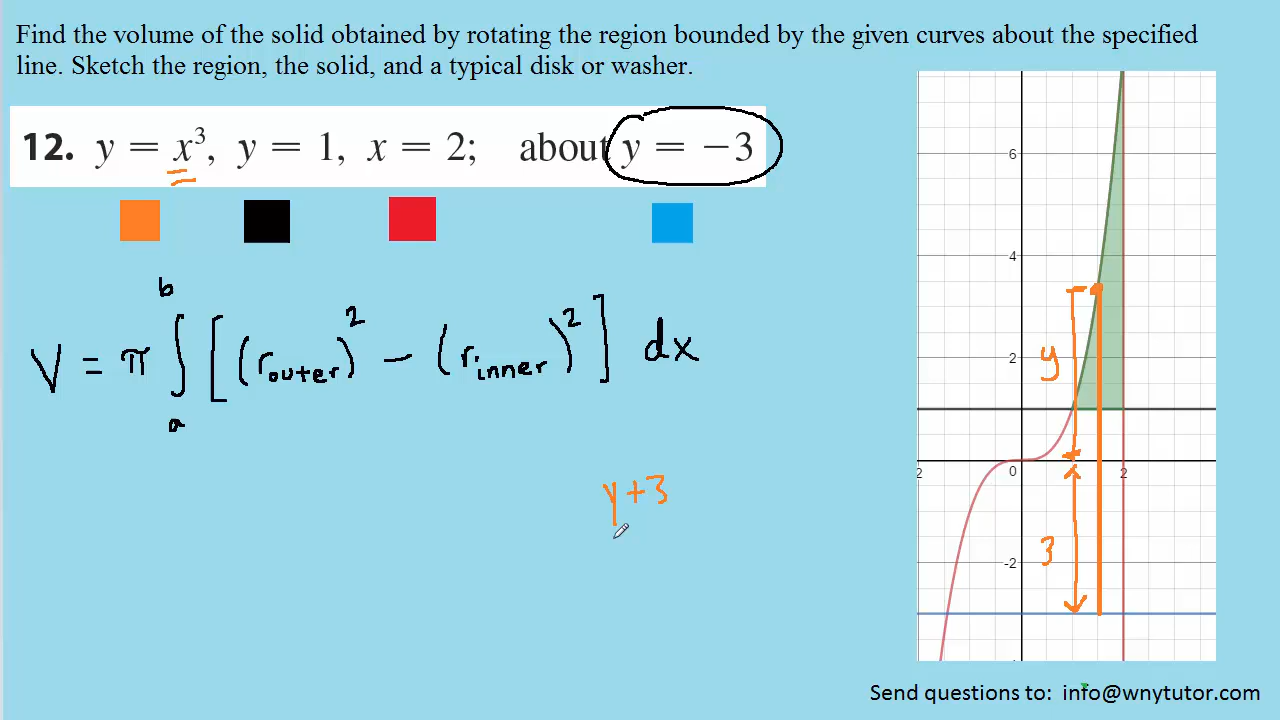 Find the volume of the solid obtained by rotating the region bounded by the given curves about the specified
line. Sketch the region, the solid, and a typical disk or washer.
12. y = x³, y = 1, x = 2; about y = −3
b
V = π ∫ [(r outer)² − (r inner)²] dx
a
y+3
6
4
2
0
2
2
-2
y
3
Send questions to: info@wnytutor.com